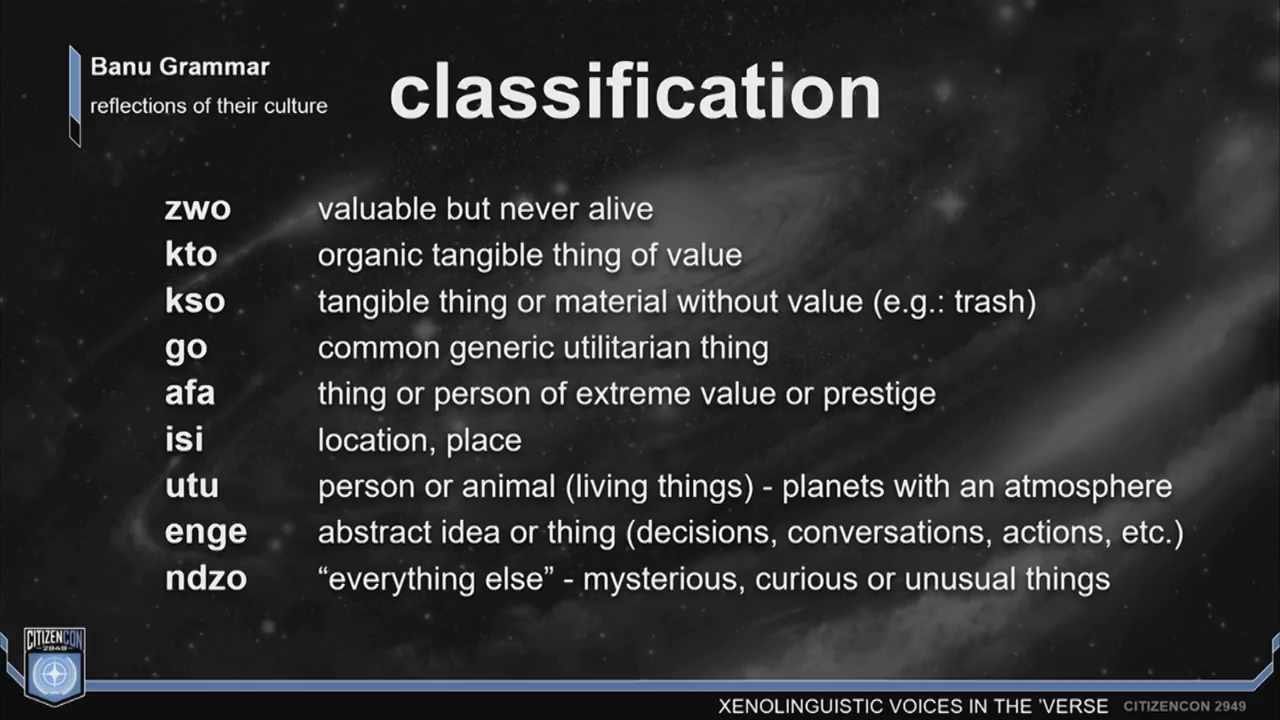 Banu Grammar
reflections of their culture
classification
zwo valuable but never alive
kto organic tangible thing of value
kso tangible thing or material without value (e.g.: trash)
go common generic utilitarian thing
afa thing or person of extreme value or prestige
isi location, place
utu person or animal (living things) - planets with an atmosphere
enge abstract idea or thing (decisions, conversations, actions, etc.)
ndzo “everything else” - mysterious, curious or unusual things
CITIZENCON
2949
XENOLINGUISTIC VOICES IN THE ’VERSE CITIZENCON 2949